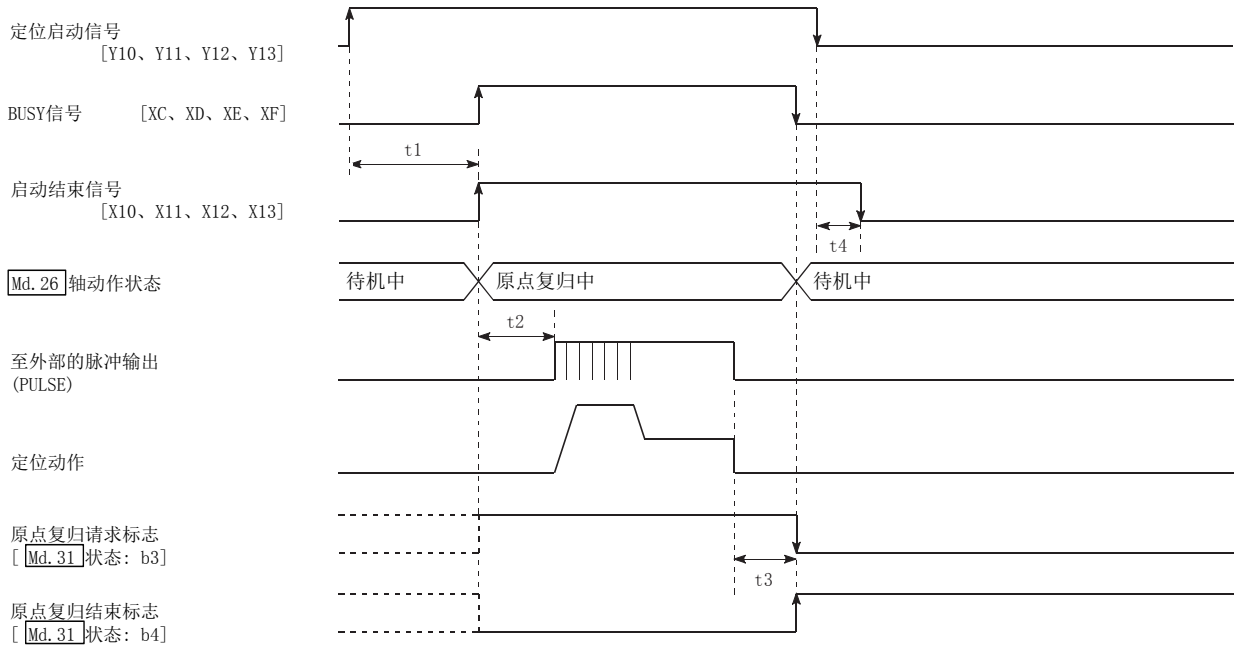 定位启动信号
[Y10、Y11、Y12、Y13]
BUSY信号 [XC、XD、XE、XF]
t1
启动结束信号
[X10、X11、X12、X13]
t4
Md.26 轴动作状态 待机中 原点复归中 待机中
t2
至外部的脉冲输出
(PULSE)
定位动作
原点复归请求标志
[ Md.31 状态: b3]
t3
原点复归结束标志
[ Md.31 状态: b4]